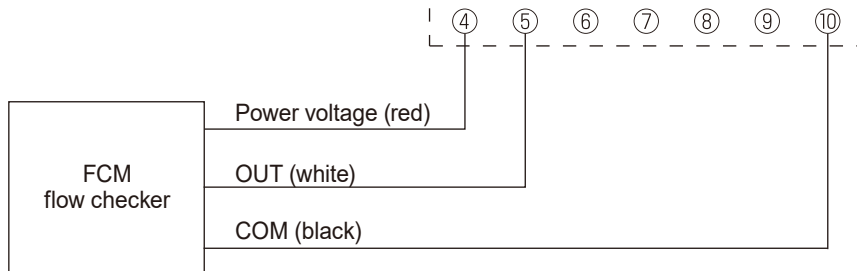 ④ ⑤ ⑥ ⑦ ⑧ ⑨ ⑩
Power voltage (red)
FCM
flow checker
OUT (white)
COM (black)